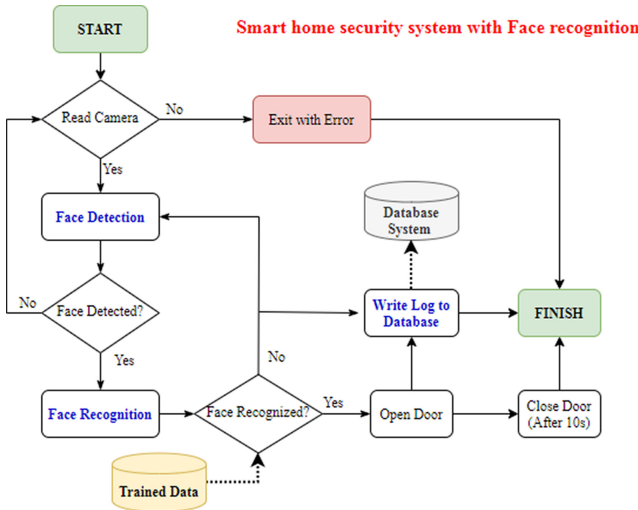 START
Smart home security system with Face recognition
Read Camera
No
Exit with Error
Yes
Face Detection
Database
System
No
Face Detected?
Write Log to
Database
FINISH
Yes
No
Face Recognition
Face Recognized?
Yes
Open Door
Close Door
(After 10s)
Trained Data